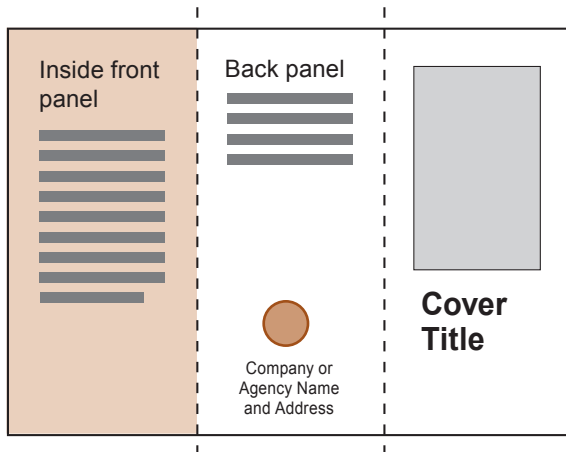 Inside front
panel
Back panel
Company or
Agency Name
and Address
Cover
Title